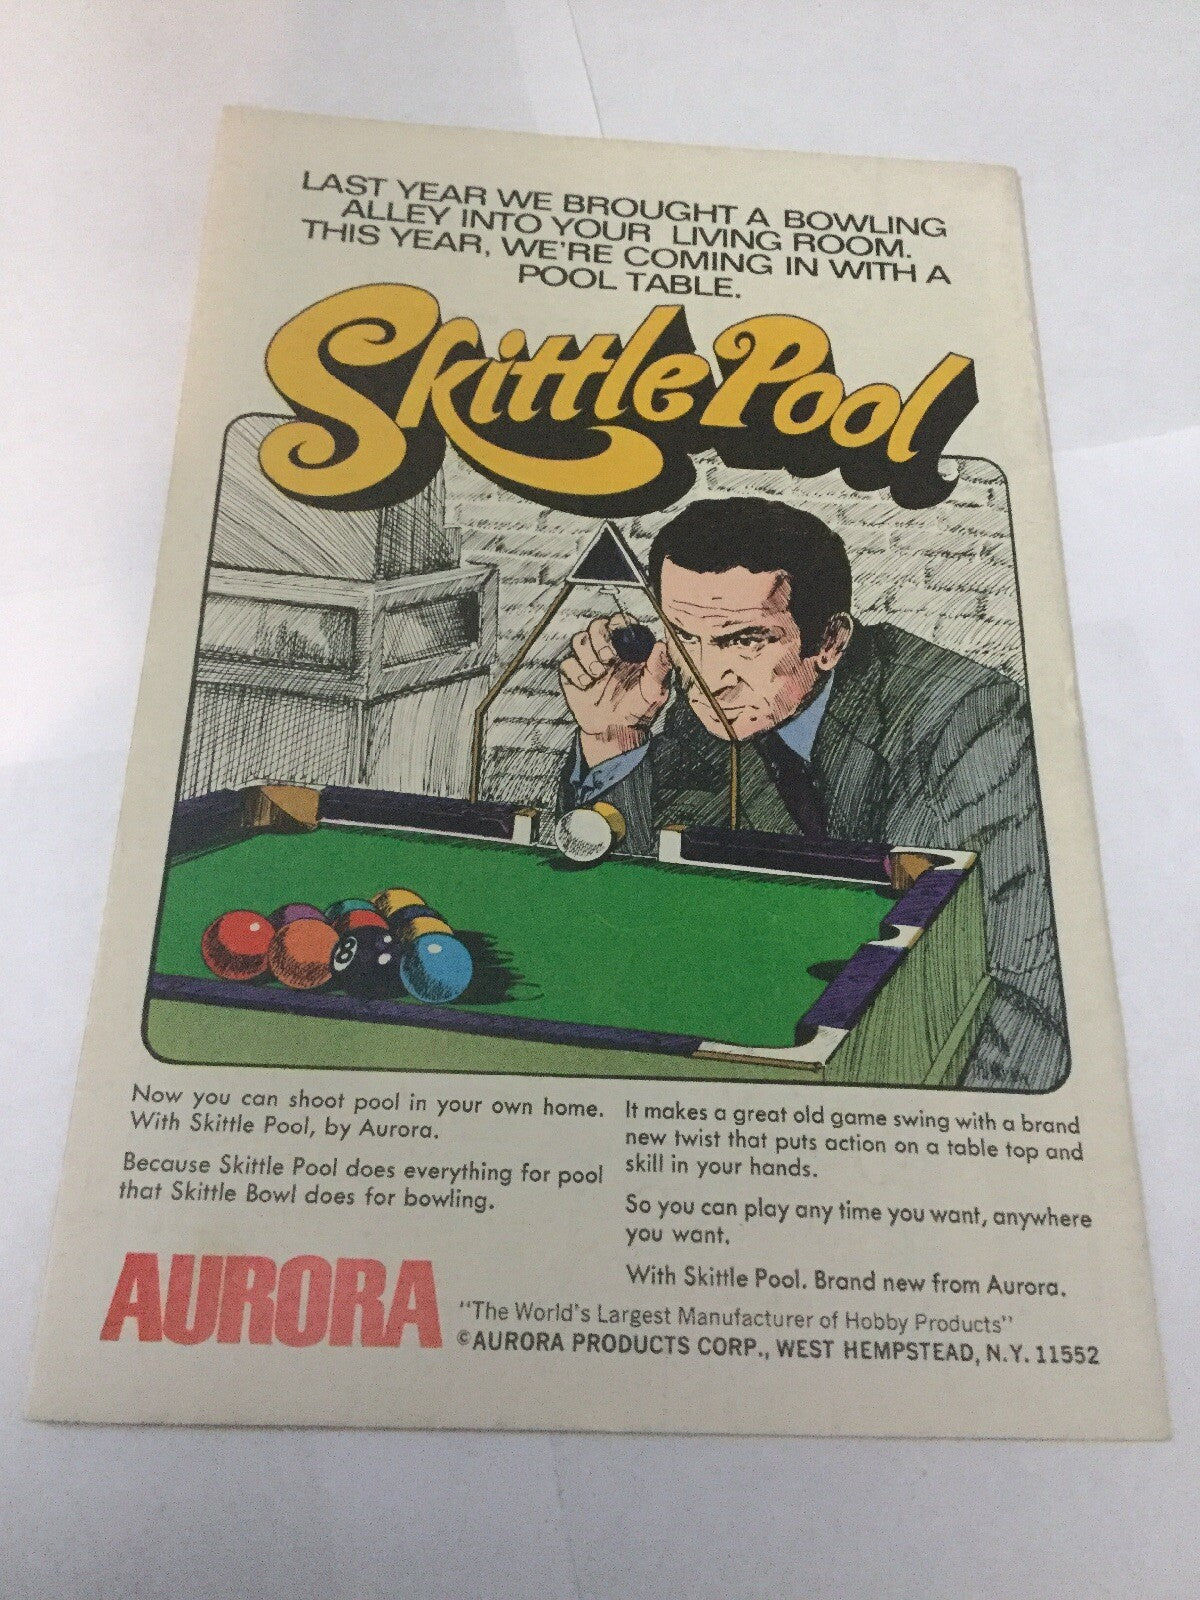 LAST YEAR WE BROUGHT A BOWLING
ALLEY INTO YOUR LIVING ROOM.
THIS YEAR, WE'RE COMING IN WITH A
POOL TABLE.
Skittle Pool
8
Now you can shoot pool in your own home.
With Skittle Pool, by Aurora.
Because Skittle Pool does everything for pool
that Skittle Bowl does for bowling.
It makes a great old game swing with a brand
new twist that puts action on a table top and
skill in your hands.
So you can play any time you want, anywhere
you want.
With Skittle Pool. Brand new from Aurora.
AURORA
"The World's Largest Manufacturer of Hobby Products"
©AURORA PRODUCTS CORP., WEST HEMPSTEAD, N.Y. 11552